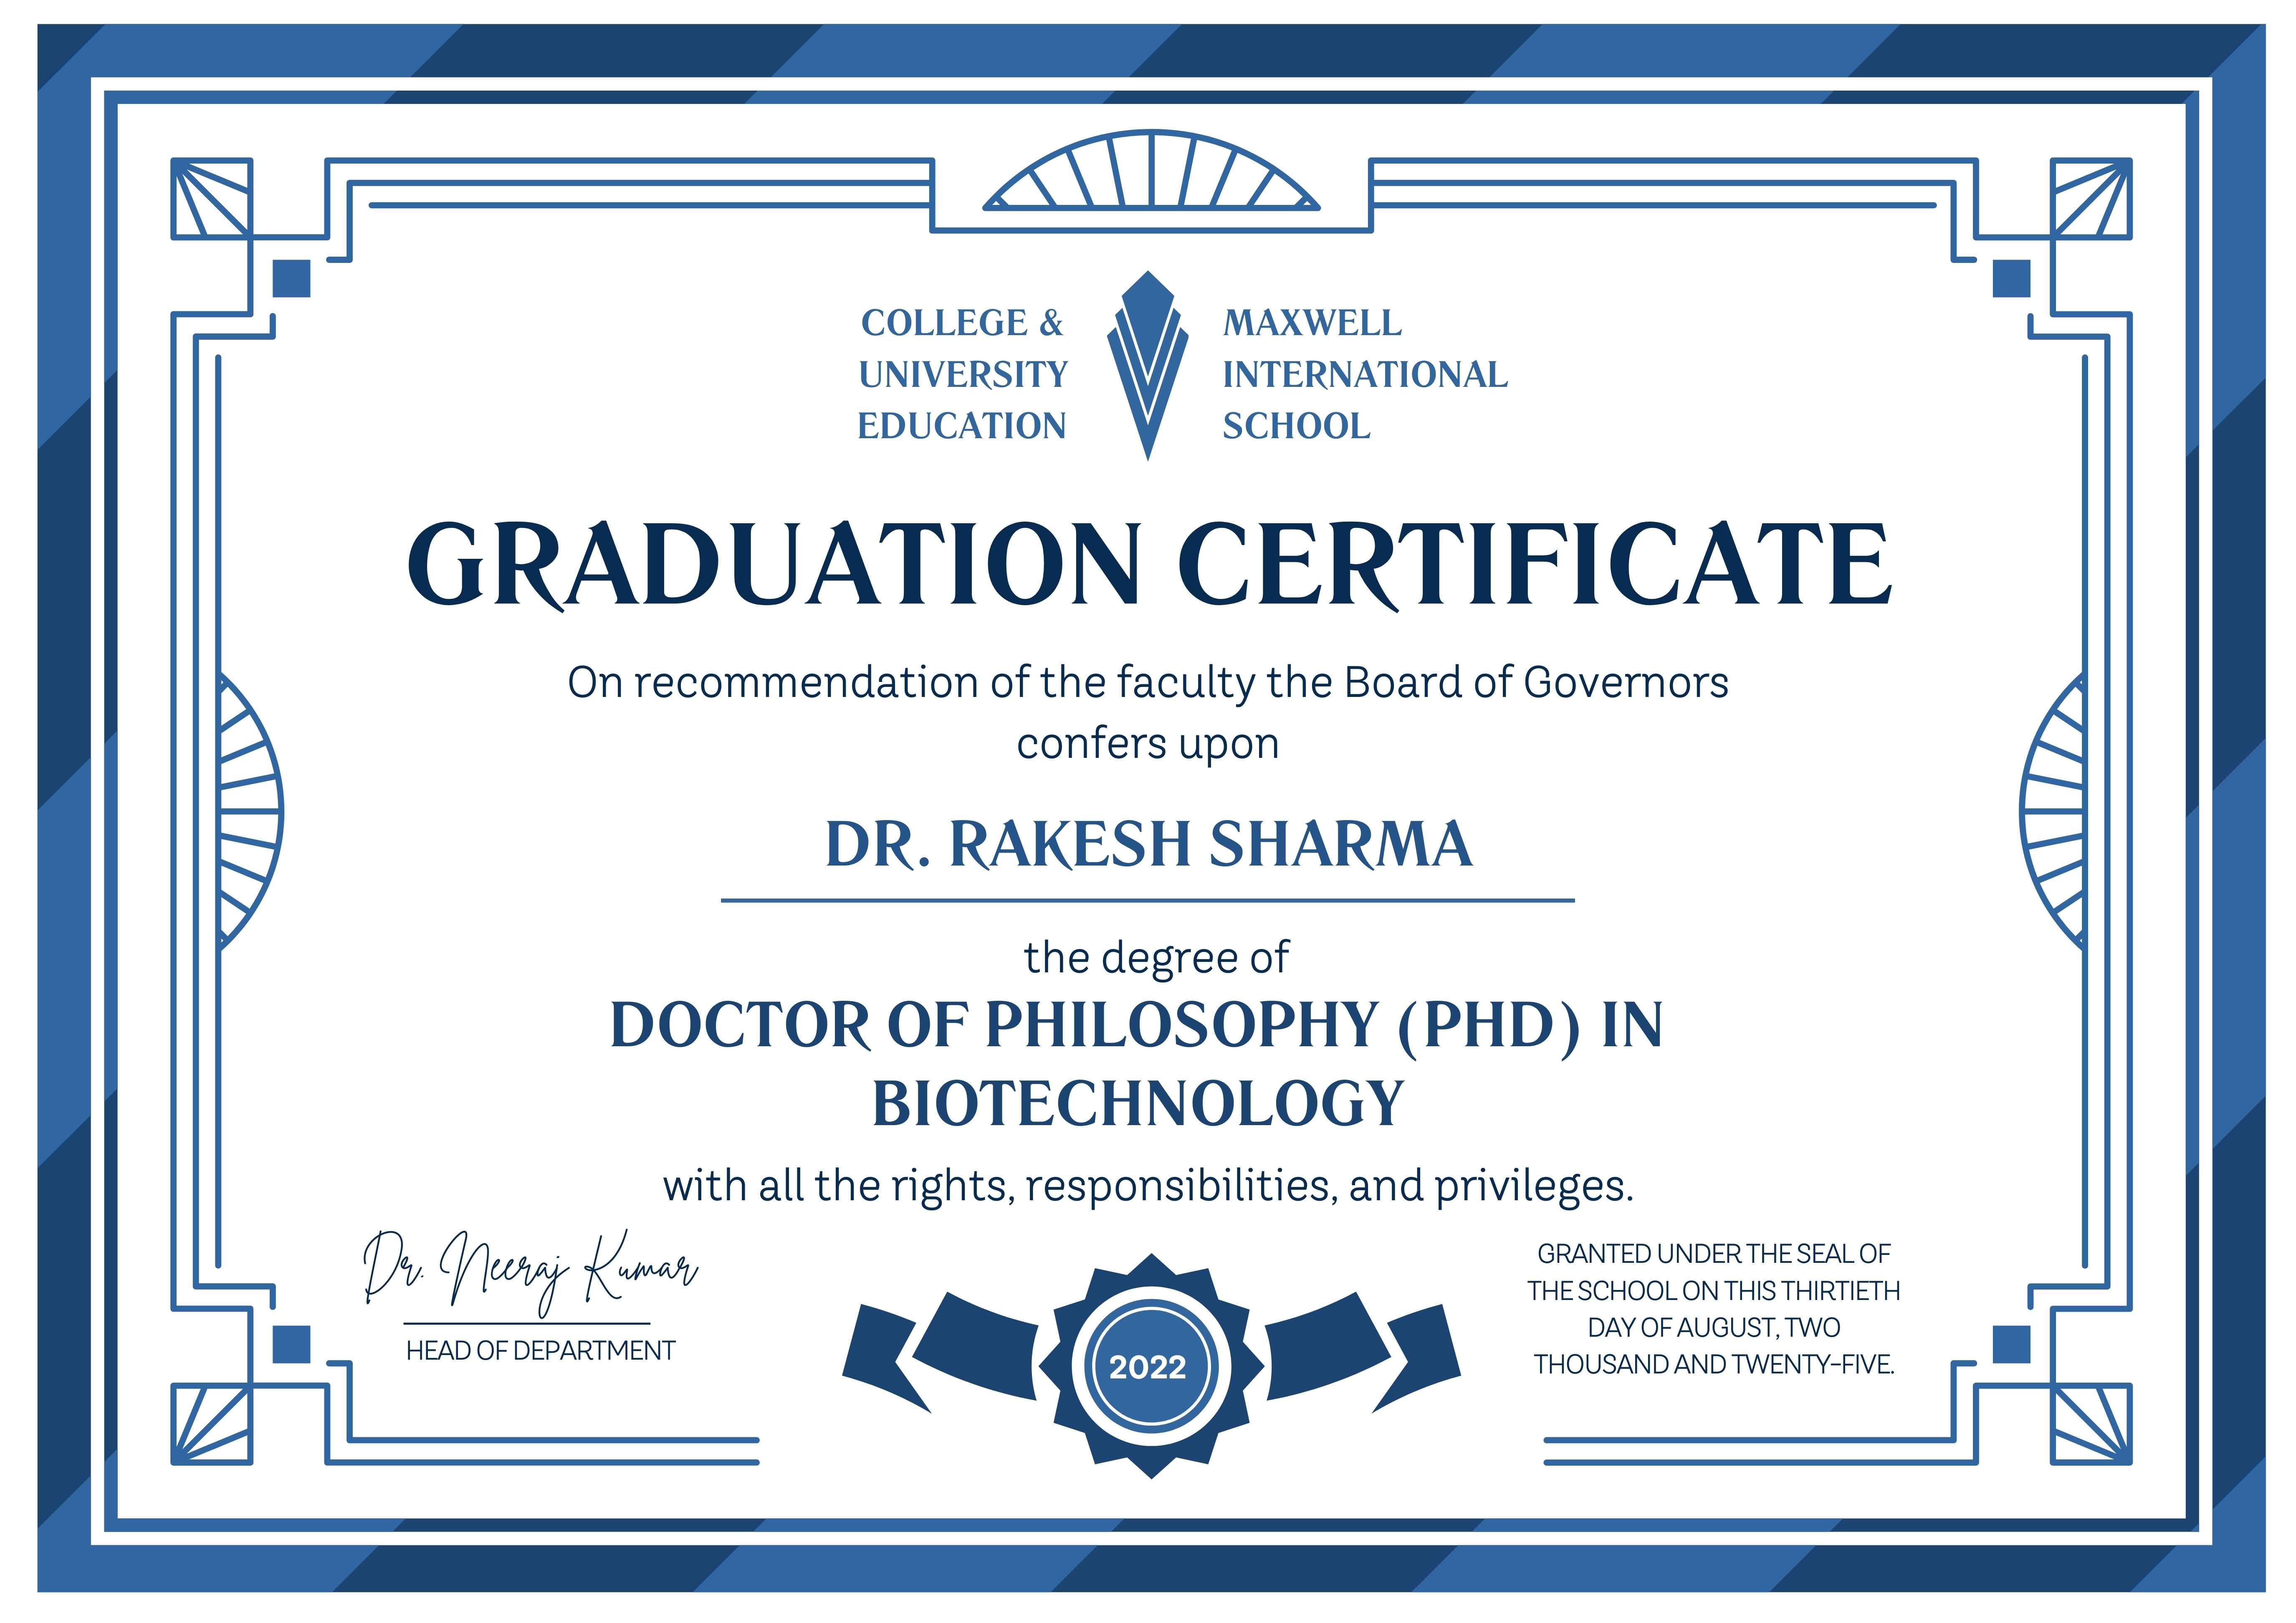 COLLEGE &
UNIVERSITY
EDUCATION
MAXWELL
INTERNATIONAL
SCHOOL
GRADUATION CERTIFICATE
On recommendation of the faculty the Board of Governors
confers upon
DR. RAKESH SHARMA
the degree of
DOCTOR OF PHILOSOPHY (PHD) IN
BIOTECHNOLOGY
with all the rights, responsibilities, and privileges.
Dr. Neeraj Kumar
HEAD OF DEPARTMENT
2022
GRANTED UNDER THE SEAL OF
THE SCHOOL ON THIS THIRTIETH
DAY OF AUGUST, TWO
THOUSAND AND TWENTY-FIVE.